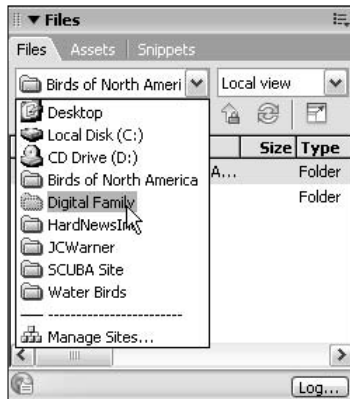 Files
Files Assets Snippets
Birds of North Ameri Local view
Desktop
Local Disk (C:)
CD Drive (D:)
Size Type
Birds of North America
A... Folder
Digital Family
Folder
HardNewsIn
JCWarner
SCUBA Site
Water Birds
Manage Sites...
Log...